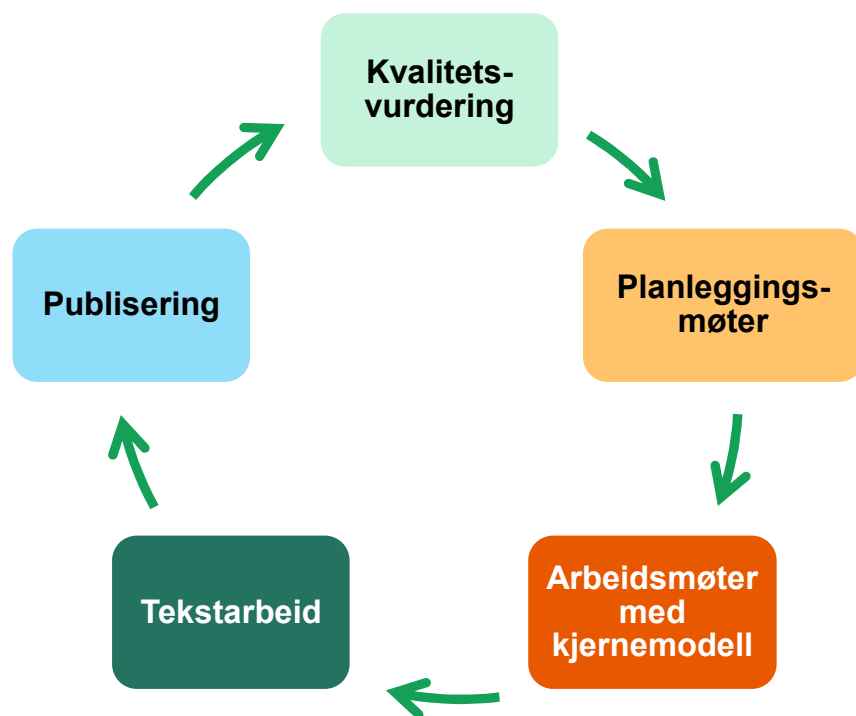 Kvalitets-
vurdering
Planleggings-
møter
Arbeidsmøter
med
kjernemodell
Tekstarbeid
Publisering